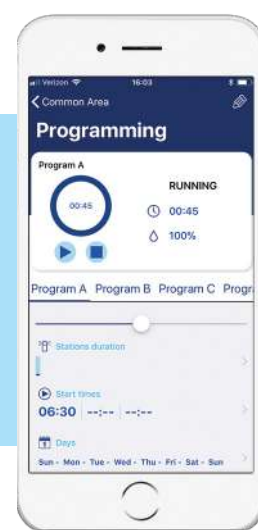 Verizon 16:03
Common Area
Programming
Program A
RUNNING
00:45
00:45
100%
Program A Program B Program C Progr
Stations duration
Start times
06:30 --:-- --:--
Days
Sun - Mon - Tue - Wed - Thu - Fri - Sat - Sun